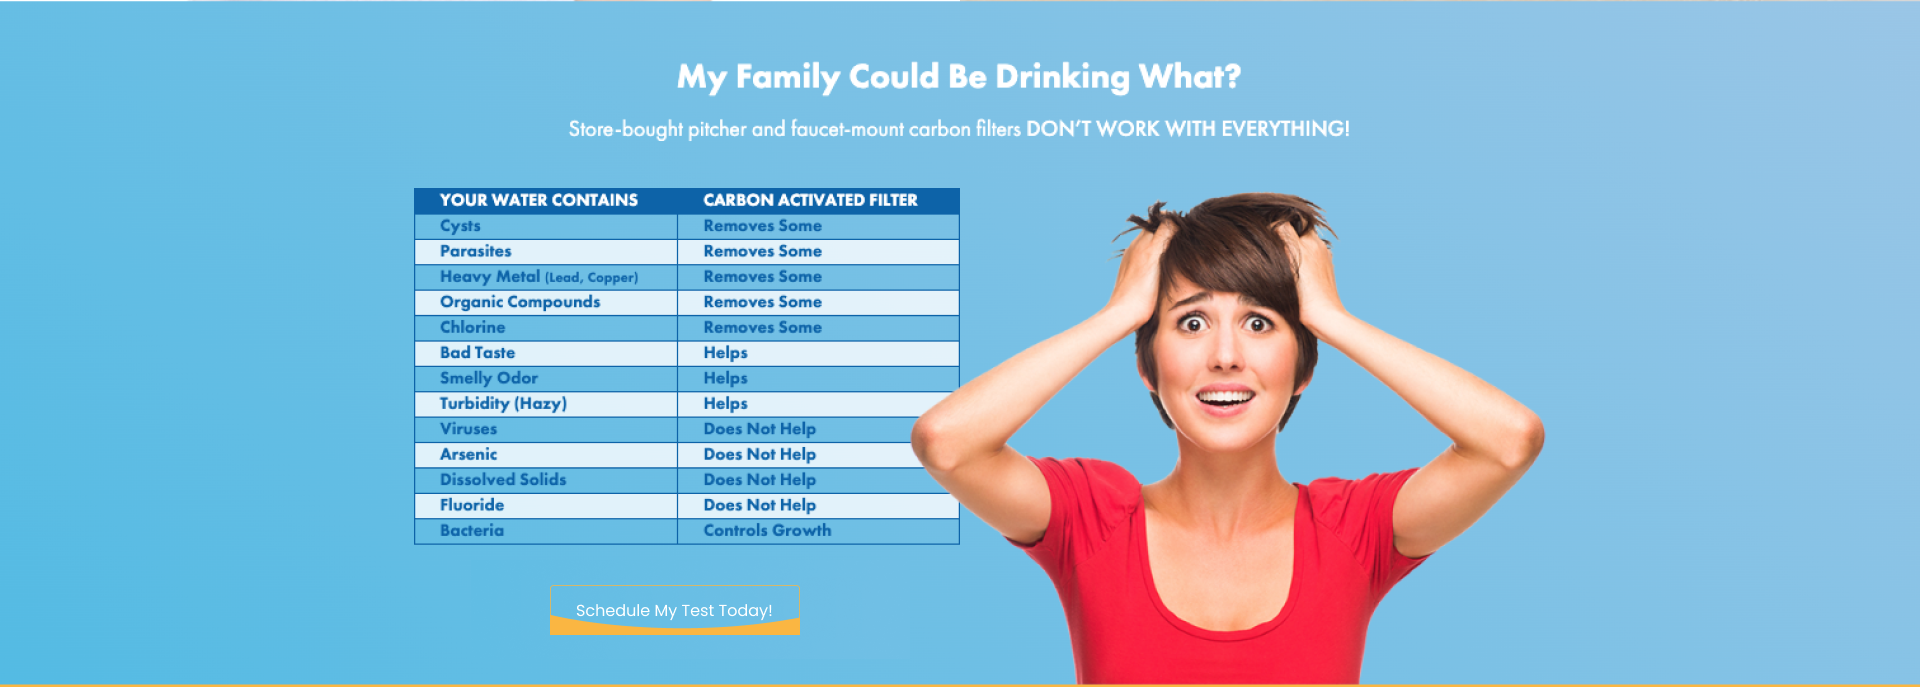 My Family Could Be Drinking What?
Store-bought pitcher and faucet-mount carbon filters DON'T WORK WITH EVERYTHING!
YOUR WATER CONTAINS CARBON ACTIVATED FILTER
Cysts Removes Some
Parasites Removes Some
Heavy Metal (Lead, Copper) Removes Some
Organic Compounds Removes Some
Chlorine Removes Some
Bad Taste Helps
Smelly Odor Helps
Turbidity (Hazy) Helps
Viruses Does Not Help
Arsenic Does Not Help
Dissolved Solids Does Not Help
Fluoride Does Not Help
Bacteria Controls Growth
Schedule My Test Today!